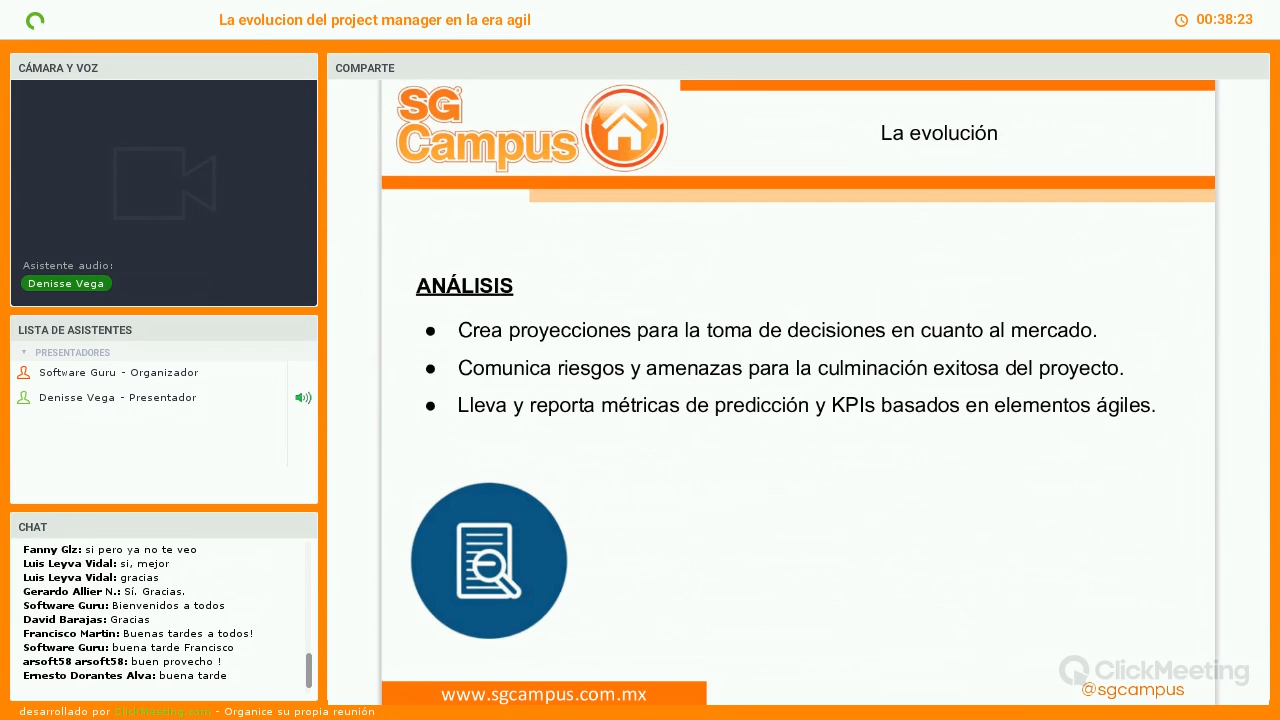 La evolucion del project manager en la era agil
00:38:23
CÁMARA Y VOZ
Asistente audio:
Denisse Vega
LISTA DE ASISTENTES
PRESENTADORES
Software Guru - Organizador
Denisse Vega - Presentador
CHAT
Fanny Glz: si pero ya no te veo
Luis Leyva Vidal: si, mejor
Luis Leyva Vidal: gracias
Gerardo Allier N.: Sí. Gracias.
Software Guru: Bienvenidos a todos
David Barajas: Gracias
Francisco Martin: Buenas tardes a todos!
Software Guru: buena tarde Francisco
arsoft58 arsoft58: buen provecho !
Ernesto Dorantes Alva: buena tarde
desarrollado por ClickMeeting.com - Organice su propia reunión
COMPARTE
SG
Campus
La evolución
ANÁLISIS
● Crea proyecciones para la toma de decisiones en cuanto al mercado.
● Comunica riesgos y amenazas para la culminación exitosa del proyecto.
● Lleva y reporta métricas de predicción y KPIs basados en elementos ágiles.
www.sgcampus.com.mx
ClickMeeting
@sgcampus